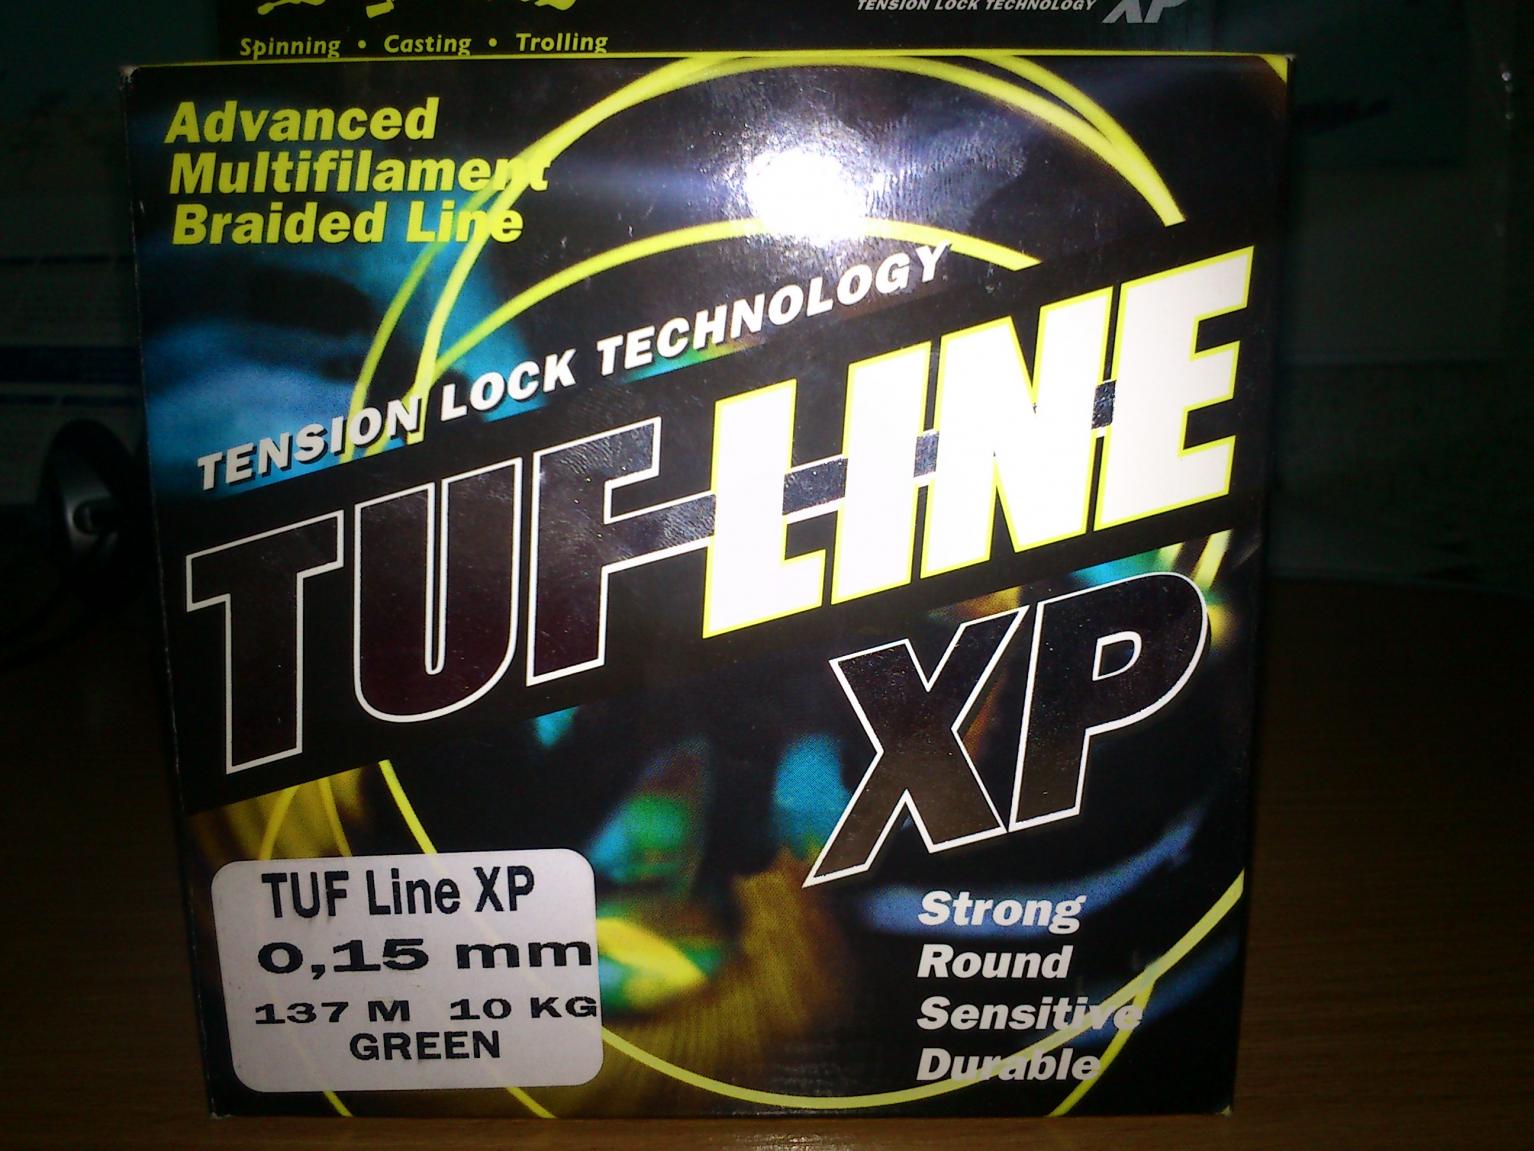 TENSION LOCK TECHNOLOGY XP
Spinning • Casting • Trolling
Advanced
Multifilament
Braided Line
TENSION LOCK TECHNOLOGY
TUF-LINE
XP
TUF Line XP
0,15 mm
137 M 10 KG
GREEN
Strong
Round
Sensitive
Durable